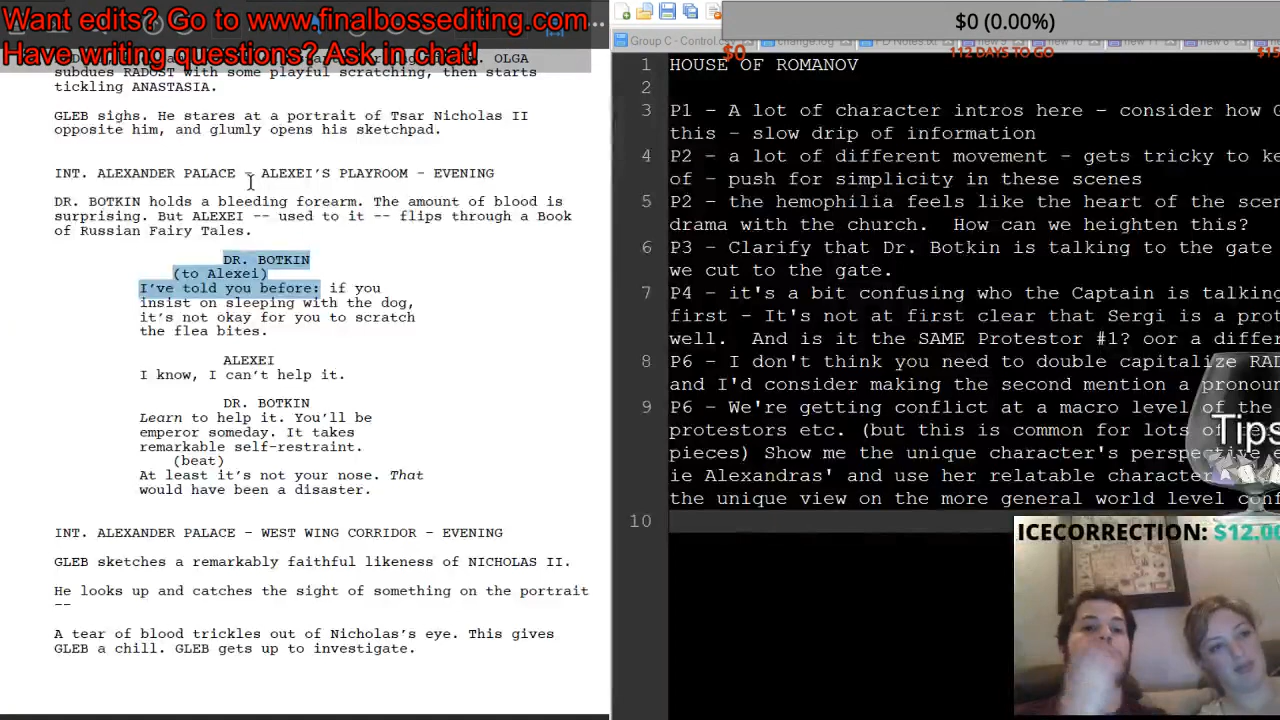 Want edits? Go to www.finalbossediting.com
Have writing questions? Ask in chat!
OLGA
subdues RADOST with some playful scratching, then starts
tickling ANASTASIA.
GLEB sighs. He stares at a portrait of Tsar Nicholas II
opposite him, and glumly opens his sketchpad.
INT. ALEXANDER PALACE – ALEXEI’S PLAYROOM – EVENING
DR. BOTKIN holds a bleeding forearm. The amount of blood is
surprising. But ALEXEI -- used to it -- flips through a Book
of Russian Fairy Tales.
DR. BOTKIN
(to Alexei)
I’ve told you before: if you
insist on sleeping with the dog,
it’s not okay for you to scratch
the flea bites.
ALEXEI
I know, I can’t help it.
DR. BOTKIN
Learn to help it. You’ll be
emperor someday. It takes
remarkable self-restraint.
(beat)
At least it’s not your nose. That
would have been a disaster.
INT. ALEXANDER PALACE – WEST WING CORRIDOR – EVENING
GLEB sketches a remarkably faithful likeness of NICHOLAS II.
He looks up and catches the sight of something on the portrait
--
A tear of blood trickles out of Nicholas’s eye. This gives
GLEB a chill. GLEB gets up to investigate.
$0 (0.00%)
Group C - Control.c
change.log
PD Notes.txt
$0
112 DAYS TO GO
1 HOUSE OF ROMANOV
2
3 P1 – A lot of character intros here – consider how
this – slow drip of information
4 P2 – a lot of different movement – gets tricky to
of – push for simplicity in these scenes
5 P2 – the hemophilia feels like the heart of the
drama with the church. How can we heighten this?
6 P3 – Clarify that Dr. Botkin is talking to the gate
we cut to the gate.
7 P4 – it's a bit confusing who the Captain is
first – It's not at first clear that Sergi is a
well. And is it the SAME Protestor #1? oor a
8 P6 – I don't think you need to double capitalize
and I'd consider making the second mention a
9 P6 – We're getting conflict at a macro level of the
protestors etc. (but this is common for lots of
pieces) Show me the unique character's perspective
ie Alexandras' and use her relatable character
the unique view on the more general world level
10
Tips
ICECORRECTION: $12.00